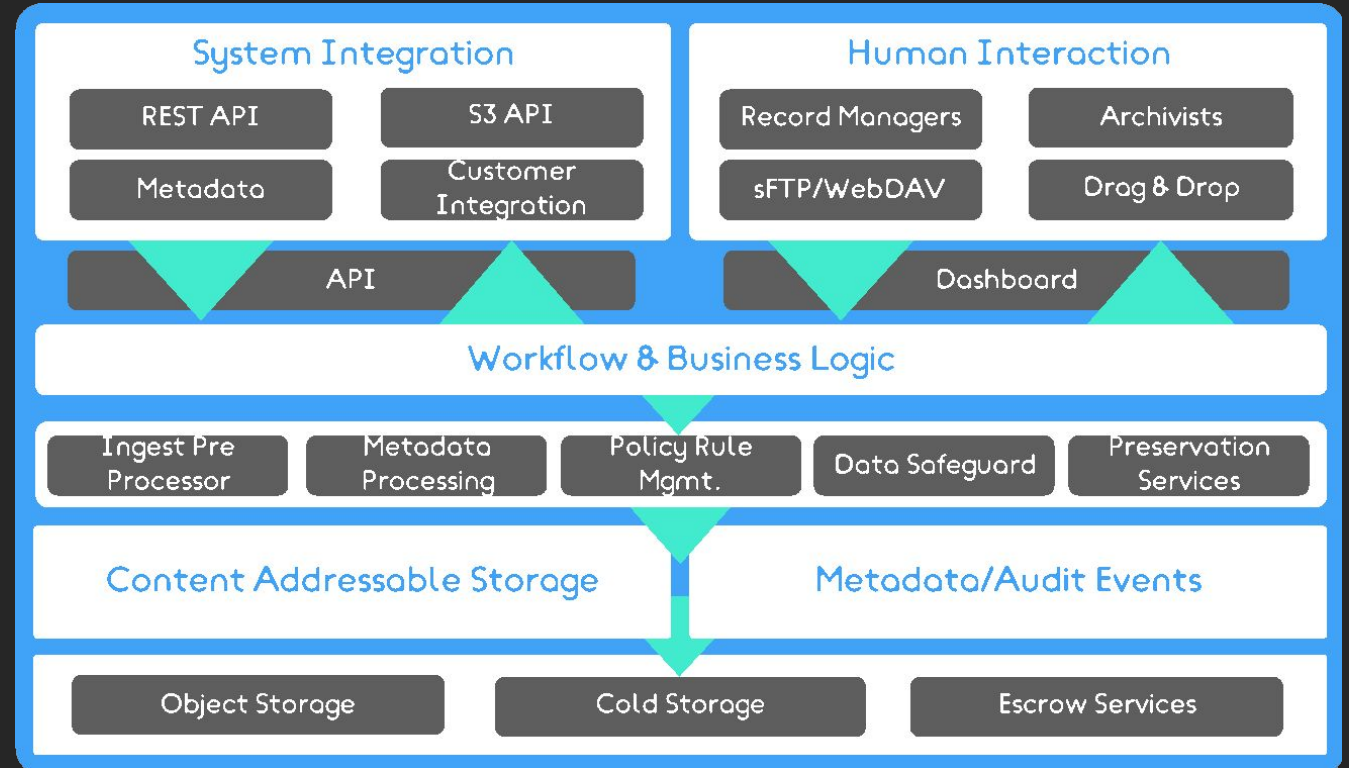 System Integration
Human Interaction
REST API
S3 API
Record Managers
Archivists
Metadata
Customer
Integration
sFTP/WebDAV
Drag & Drop
API
Dashboard
Workflow & Business Logic
Ingest Pre
Processor
Metadata
Processing
Policy Rule
Mgmt.
Data Safeguard
Preservation
Services
Content Addressable Storage
Metadata/Audit Events
Object Storage
Cold Storage
Escrow Services